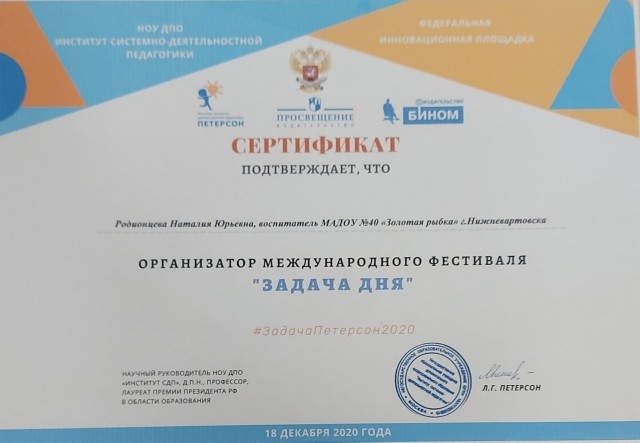 НОУ ДПО
ИНСТИТУТ СИСТЕМНО-ДЕЯТЕЛЬНОСТНОЙ
ПЕДАГОГИКИ
ФЕДЕРАЛЬНАЯ
ИННОВАЦИОННАЯ ПЛОЩАДКА
ПЕТЕРСОН
ПРОСВЕЩЕНИЕ
ИЗДАТЕЛЬСТВО
ИЗДАТЕЛЬСТВО
БИНОМ
СЕРТИФИКАТ
ПОДТВЕРЖДАЕТ, ЧТО
Родионцева Наталия Юрьевна, воспитатель МАДОУ №40 «Золотая рыбка» г.Нижневартовска
ОРГАНИЗАТОР МЕЖДУНАРОДНОГО ФЕСТИВАЛЯ
"ЗАДАЧА ДНЯ"
#ЗадачаПетерсон2020
НАУЧНЫЙ РУКОВОДИТЕЛЬ НОУ ДПО
«ИНСТИТУТ СДП», Д.П.Н., ПРОФЕССОР,
ЛАУРЕАТ ПРЕМИИ ПРЕЗИДЕНТА РФ
В ОБЛАСТИ ОБРАЗОВАНИЯ
Л.Г. ПЕТЕРСОН
18 ДЕКАБРЯ 2020 ГОДА